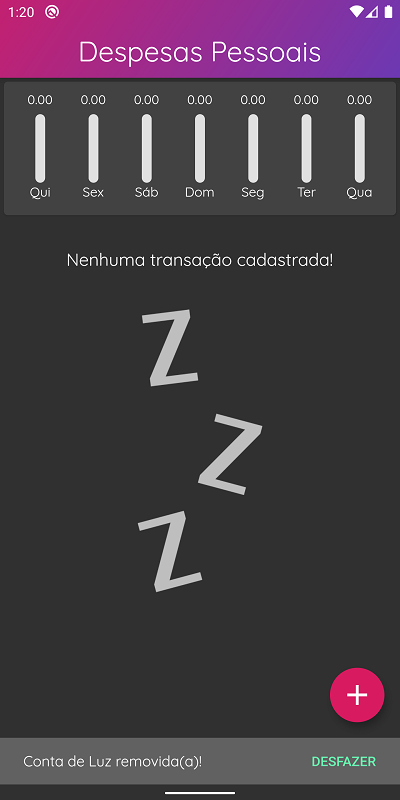 1:20
Despesas Pessoais
0.00 0.00 0.00 0.00 0.00 0.00 0.00
Qui Sex Sáb Dom Seg Ter Qua
Nenhuma transação cadastrada!
Z
Z
Z
Conta de Luz removida(a)! DESFAZER